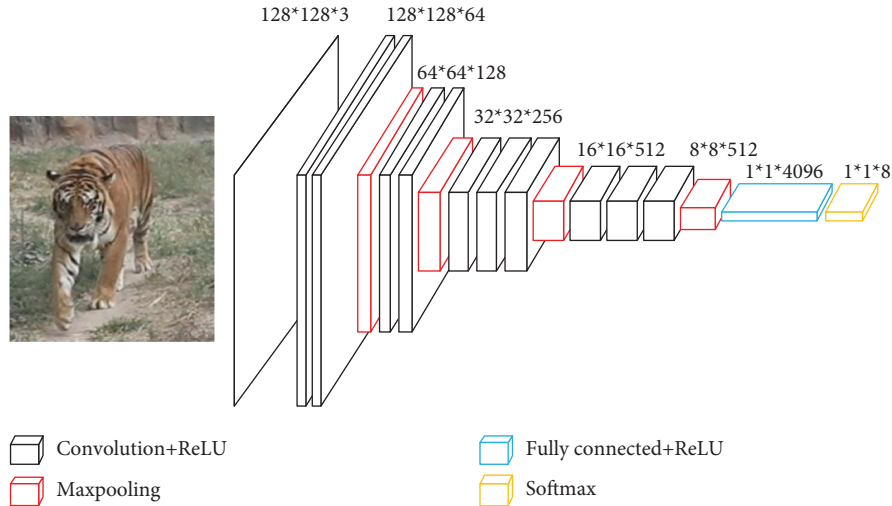 128*128*3
128*128*64
64*64*128
32*32*256
16*16*512
8*8*512
1*1*4096
1*1*8
Convolution+ReLU
Maxpooling
Fully connected+ReLU
Softmax